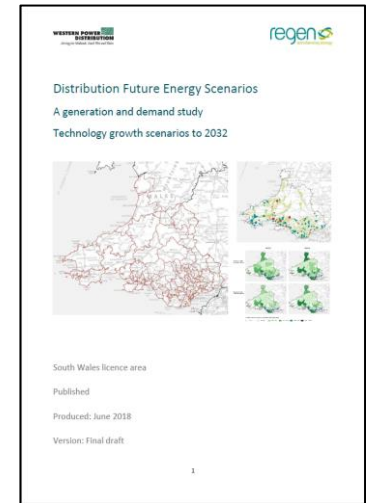 WESTERN POWER
DISTRIBUTION
regen
Distribution Future Energy Scenarios
A generation and demand study
Technology growth scenarios to 2032
WALES
South Wales licence area
Published
Produced: June 2018
Version: Final draft
1